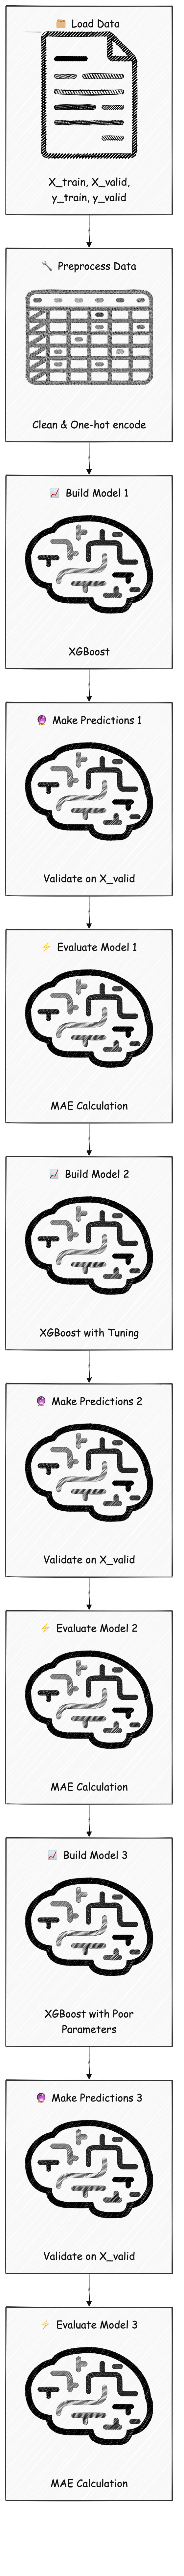 Load Data
X_train, X_valid,
y_train, y_valid
Preprocess Data
Clean & One-hot encode
Build Model 1
XGBoost
Make Predictions 1
Validate on X_valid
Evaluate Model 1
MAE Calculation
Build Model 2
XGBoost with Tuning
Make Predictions 2
Validate on X_valid
Evaluate Model 2
MAE Calculation
Build Model 3
XGBoost with Poor
Parameters
Make Predictions 3
Validate on X_valid
Evaluate Model 3
MAE Calculation